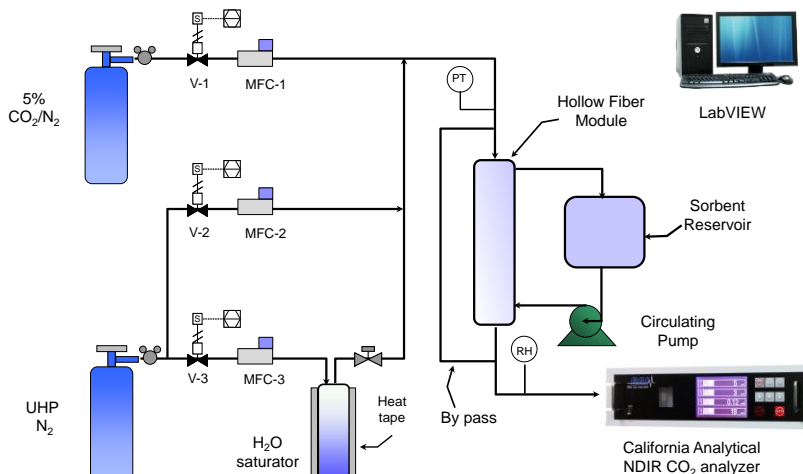 S
V-1
MFC-1
5%
CO₂/N₂
PT
Hollow Fiber
Module
LabVIEW
S
V-2
MFC-2
Sorbent
Reservoir
S
V-3
MFC-3
Circulating
Pump
RH
UHP
N₂
H₂O
saturator
Heat
tape
By pass
California Analytical
NDIR CO₂ analyzer